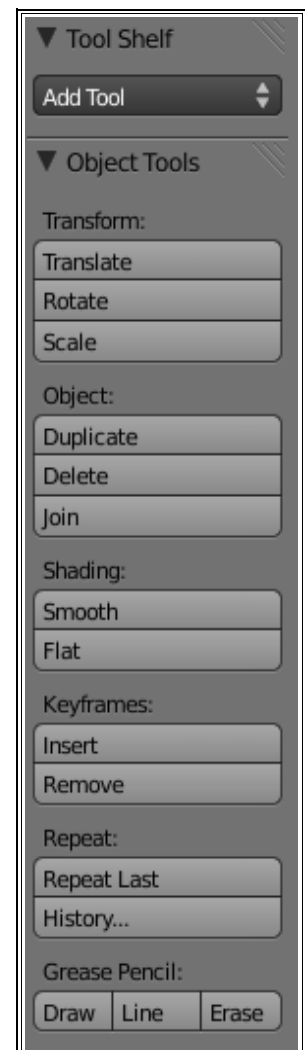 Tool Shelf
Add Tool
Object Tools
Transform:
Translate
Rotate
Scale
Object:
Duplicate
Delete
Join
Shading:
Smooth
Flat
Keyframes:
Insert
Remove
Repeat:
Repeat Last
History...
Grease Pencil:
Draw Line Erase